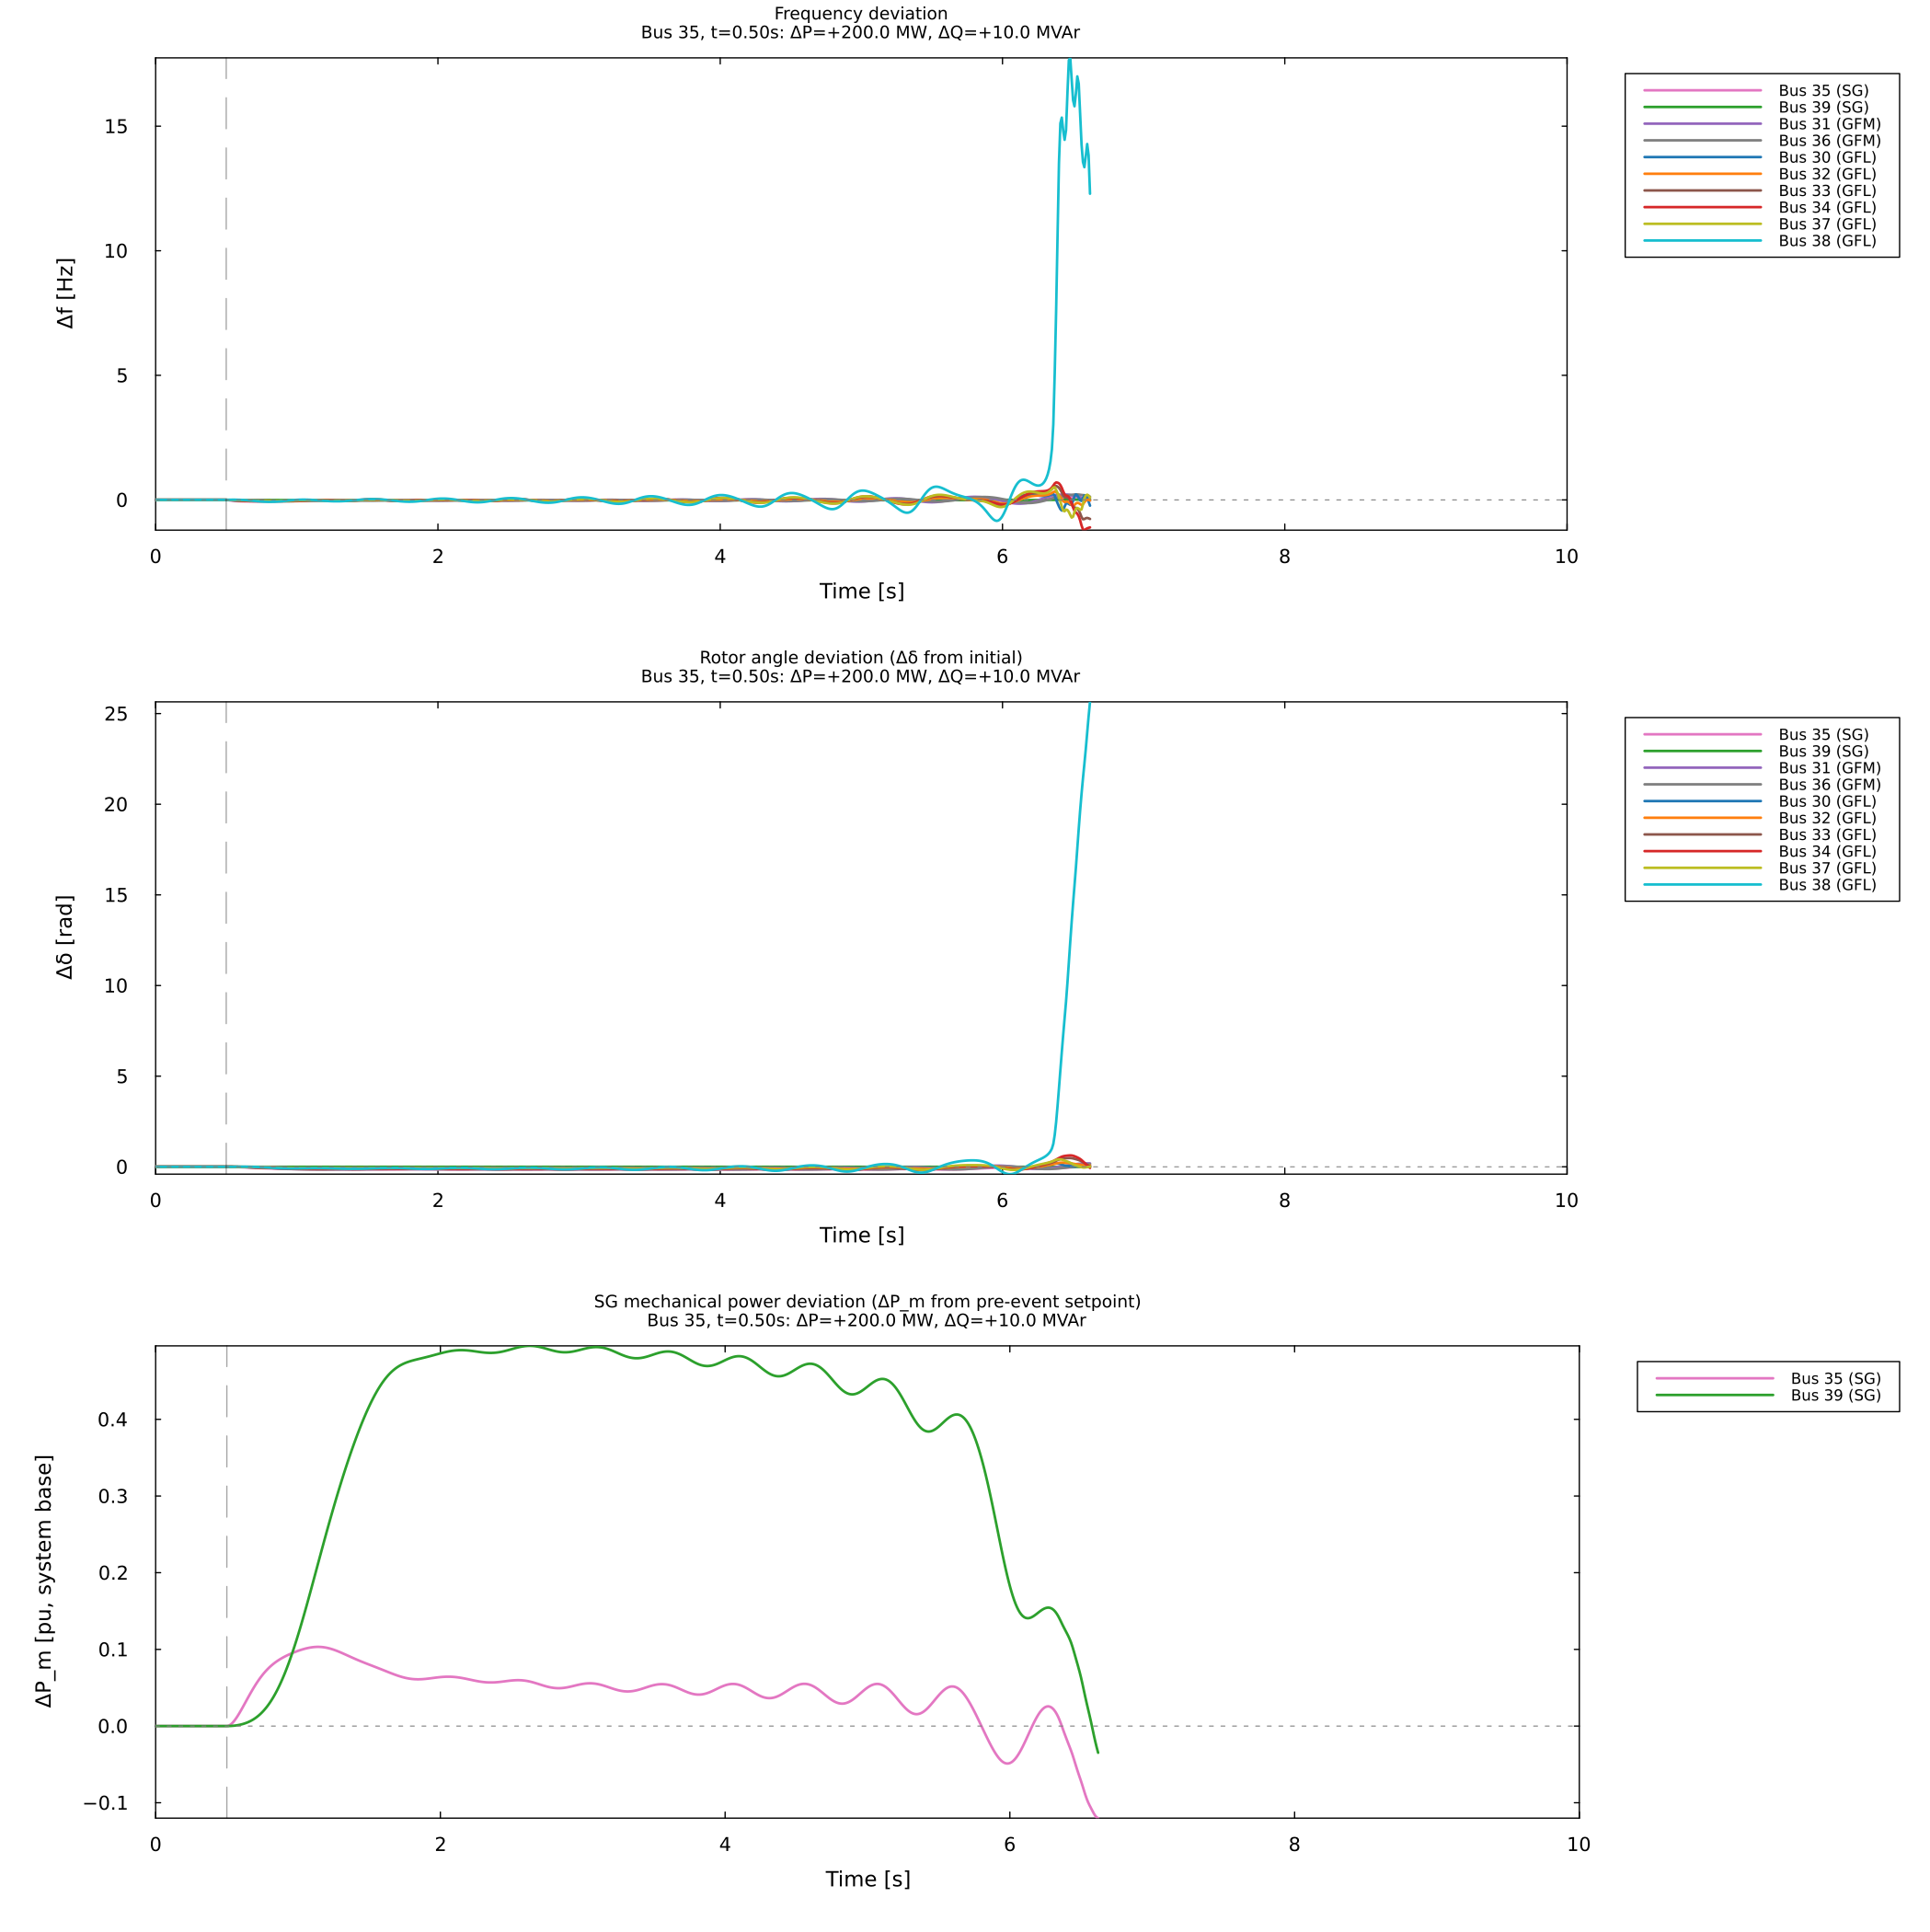 Frequency deviation
Bus 35, t=0.50s: ΔP=+200.0 MW, ΔQ=+10.0 MVAr
Δf [Hz]
15
10
5
0
0 2 4 6 8 10
Time [s]
Bus 35 (SG)
Bus 39 (SG)
Bus 31 (GFM)
Bus 36 (GFM)
Bus 30 (GFL)
Bus 32 (GFL)
Bus 33 (GFL)
Bus 34 (GFL)
Bus 37 (GFL)
Bus 38 (GFL)
Rotor angle deviation (Δδ from initial)
Bus 35, t=0.50s: ΔP=+200.0 MW, ΔQ=+10.0 MVAr
Δδ [rad]
25
20
15
10
5
0
0 2 4 6 8 10
Time [s]
Bus 35 (SG)
Bus 39 (SG)
Bus 31 (GFM)
Bus 36 (GFM)
Bus 30 (GFL)
Bus 32 (GFL)
Bus 33 (GFL)
Bus 34 (GFL)
Bus 37 (GFL)
Bus 38 (GFL)
SG mechanical power deviation (ΔP_m from pre-event setpoint)
Bus 35, t=0.50s: ΔP=+200.0 MW, ΔQ=+10.0 MVAr
ΔP_m [pu, system base]
0.4
0.3
0.2
0.1
0.0
−0.1
0 2 4 6 8 10
Time [s]
Bus 35 (SG)
Bus 39 (SG)